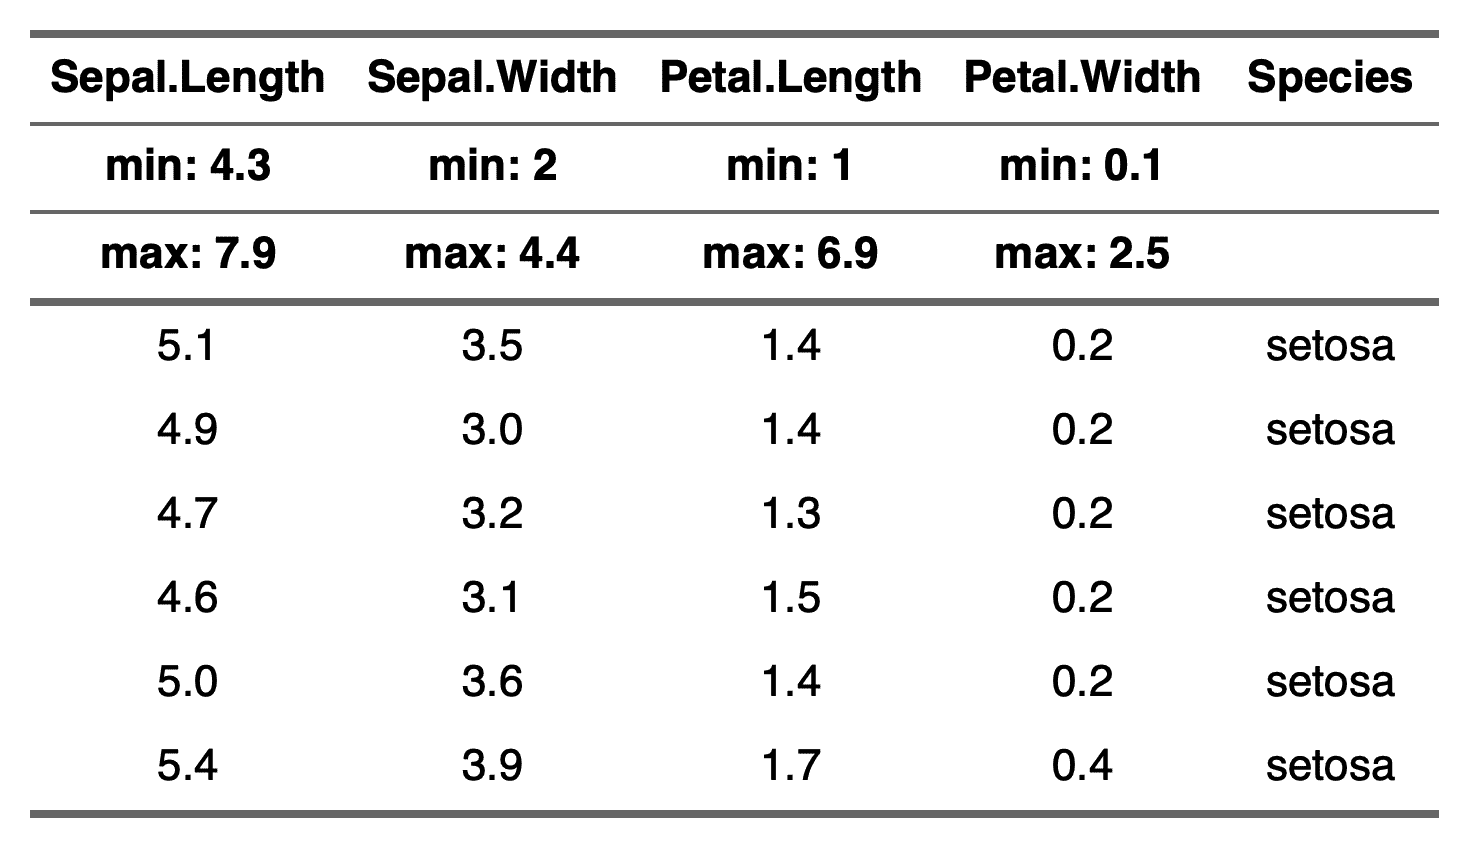 Sepal.Length Sepal.Width Petal.Length Petal.Width Species
min: 4.3 min: 2 min: 1 min: 0.1
max: 7.9 max: 4.4 max: 6.9 max: 2.5
5.1 3.5 1.4 0.2 setosa
4.9 3.0 1.4 0.2 setosa
4.7 3.2 1.3 0.2 setosa
4.6 3.1 1.5 0.2 setosa
5.0 3.6 1.4 0.2 setosa
5.4 3.9 1.7 0.4 setosa